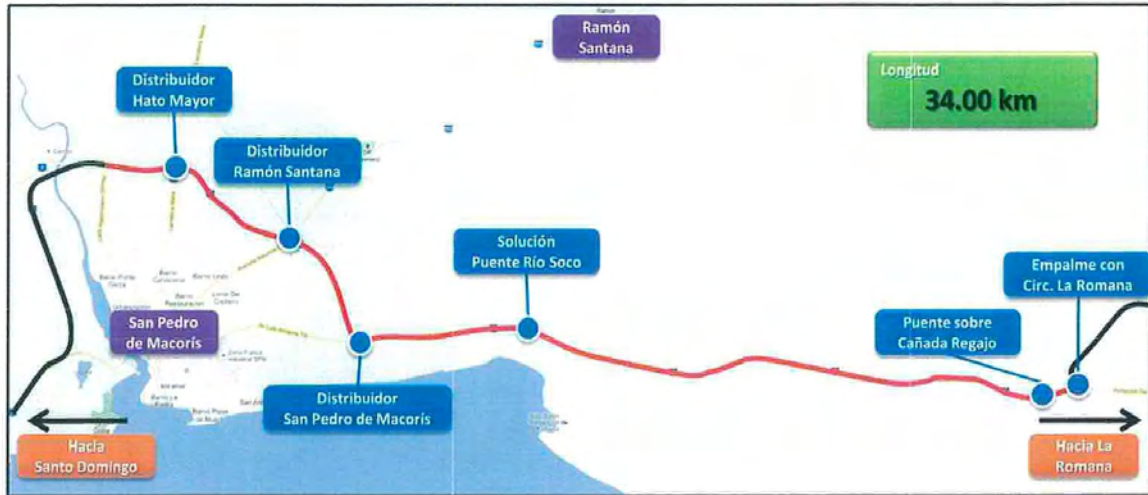 Ramón
Santana
Longitud
34.00 km
Distribuidor
Hato Mayor
Distribuidor
Ramón Santana
Solución
Puente Río Soco
Empalme con
Circ. La Romana
San Pedro
de Macorís
Puente sobre
Cañada Regajo
Distribuidor
San Pedro de Macorís
Hacia
Santo Domingo
Hacia La
Romana